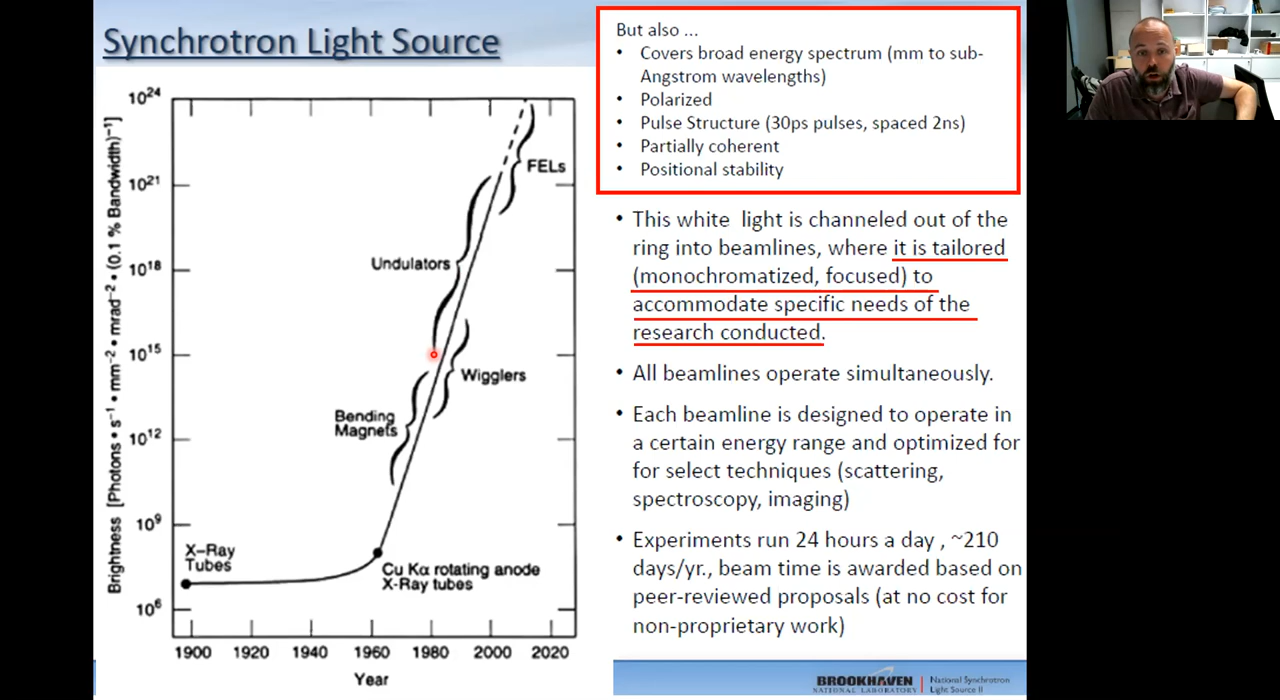 Synchrotron Light Source
10²⁴
10²¹
10¹⁸
10¹⁵
10¹²
10⁹
10⁶
Brightness [Photons • s⁻¹ • mm⁻² • mrad⁻² • (0.1 % Bandwidth)⁻¹]
FELs
Undulators
Wigglers
Bending
Magnets
X-Ray
Tubes
Cu Kα rotating anode
X-Ray tubes
1900 1920 1940 1960 1980 2000 2020
Year
But also ...
• Covers broad energy spectrum (mm to sub-
Angstrom wavelengths)
• Polarized
• Pulse Structure (30ps pulses, spaced 2ns)
• Partially coherent
• Positional stability
• This white light is channeled out of the
ring into beamlines, where it is tailored
(monochromatized, focused) to
accommodate specific needs of the
research conducted.
• All beamlines operate simultaneously.
• Each beamline is designed to operate in
a certain energy range and optimized for
for select techniques (scattering,
spectroscopy, imaging)
• Experiments run 24 hours a day , ~210
days/yr., beam time is awarded based on
peer-reviewed proposals (at no cost for
non-proprietary work)
BROOKHAVEN
NATIONAL LABORATORY
National Synchrotron
Light Source II